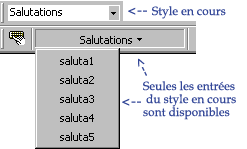 Salutations
<-- Style en cours
Salutations
saluta1
saluta2
saluta3
saluta4
saluta5
Seules les entrées
<-- du style en cours
sont disponibles